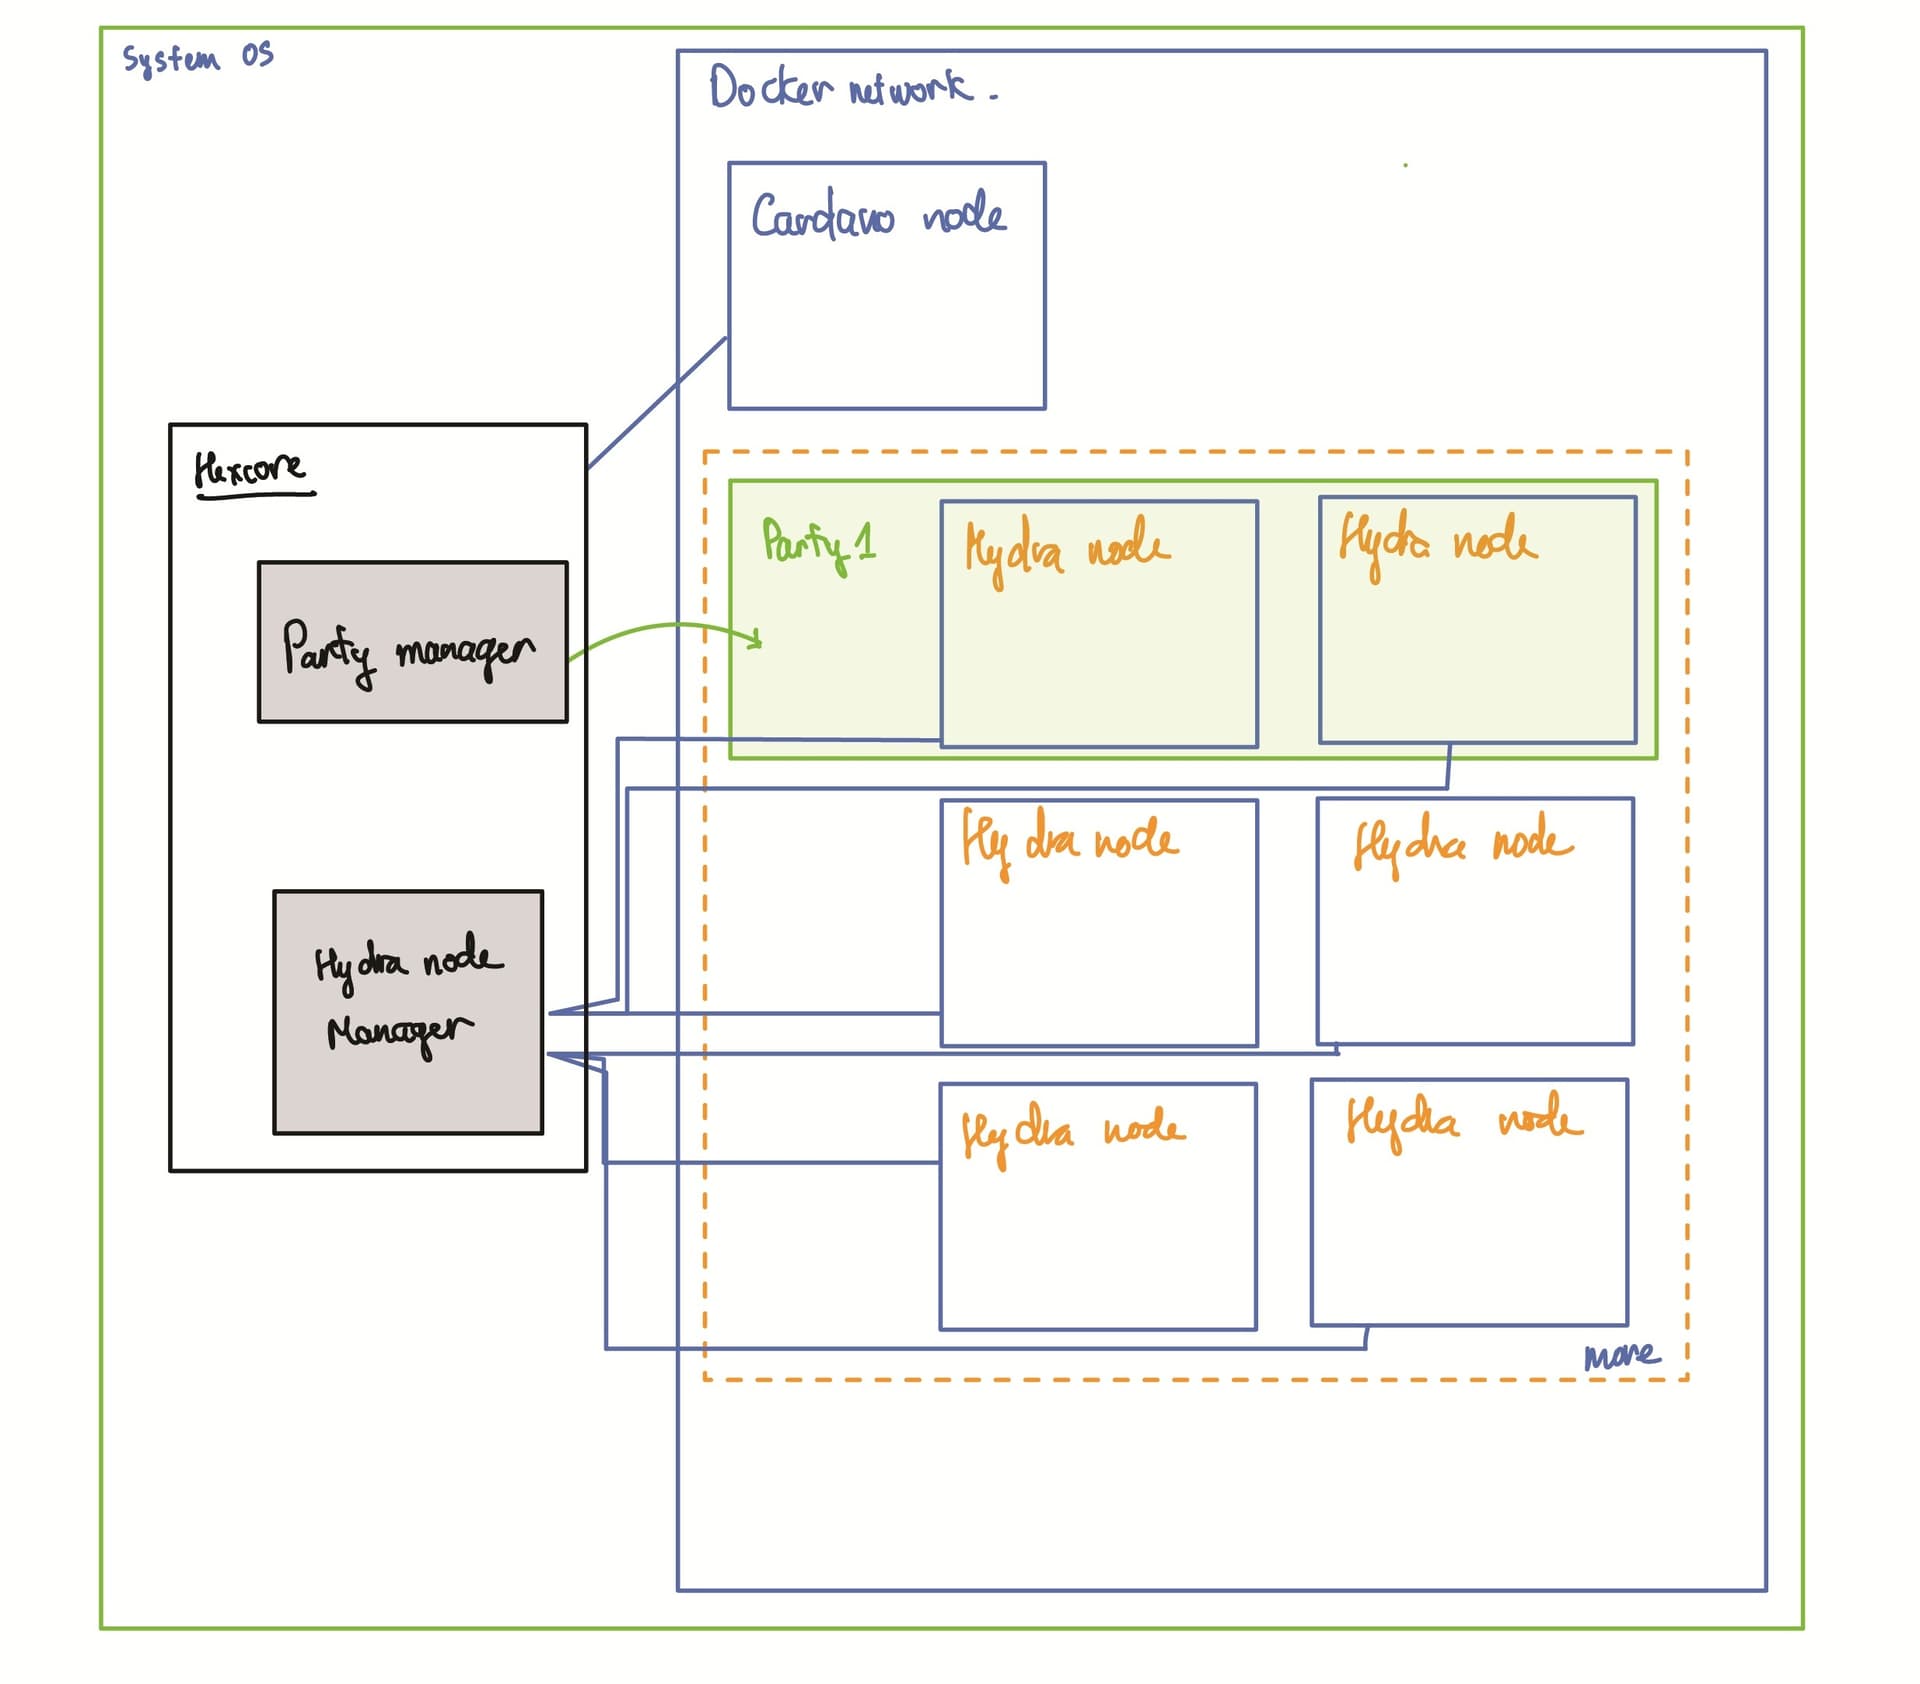 System OS
Docker network.
Cardano node
Hexcore
Party manager
Hydra node
Manager
Party 1
Hydra node
Hydra node
Hydra node
Hydra node
Hydra node
Hydra node
more